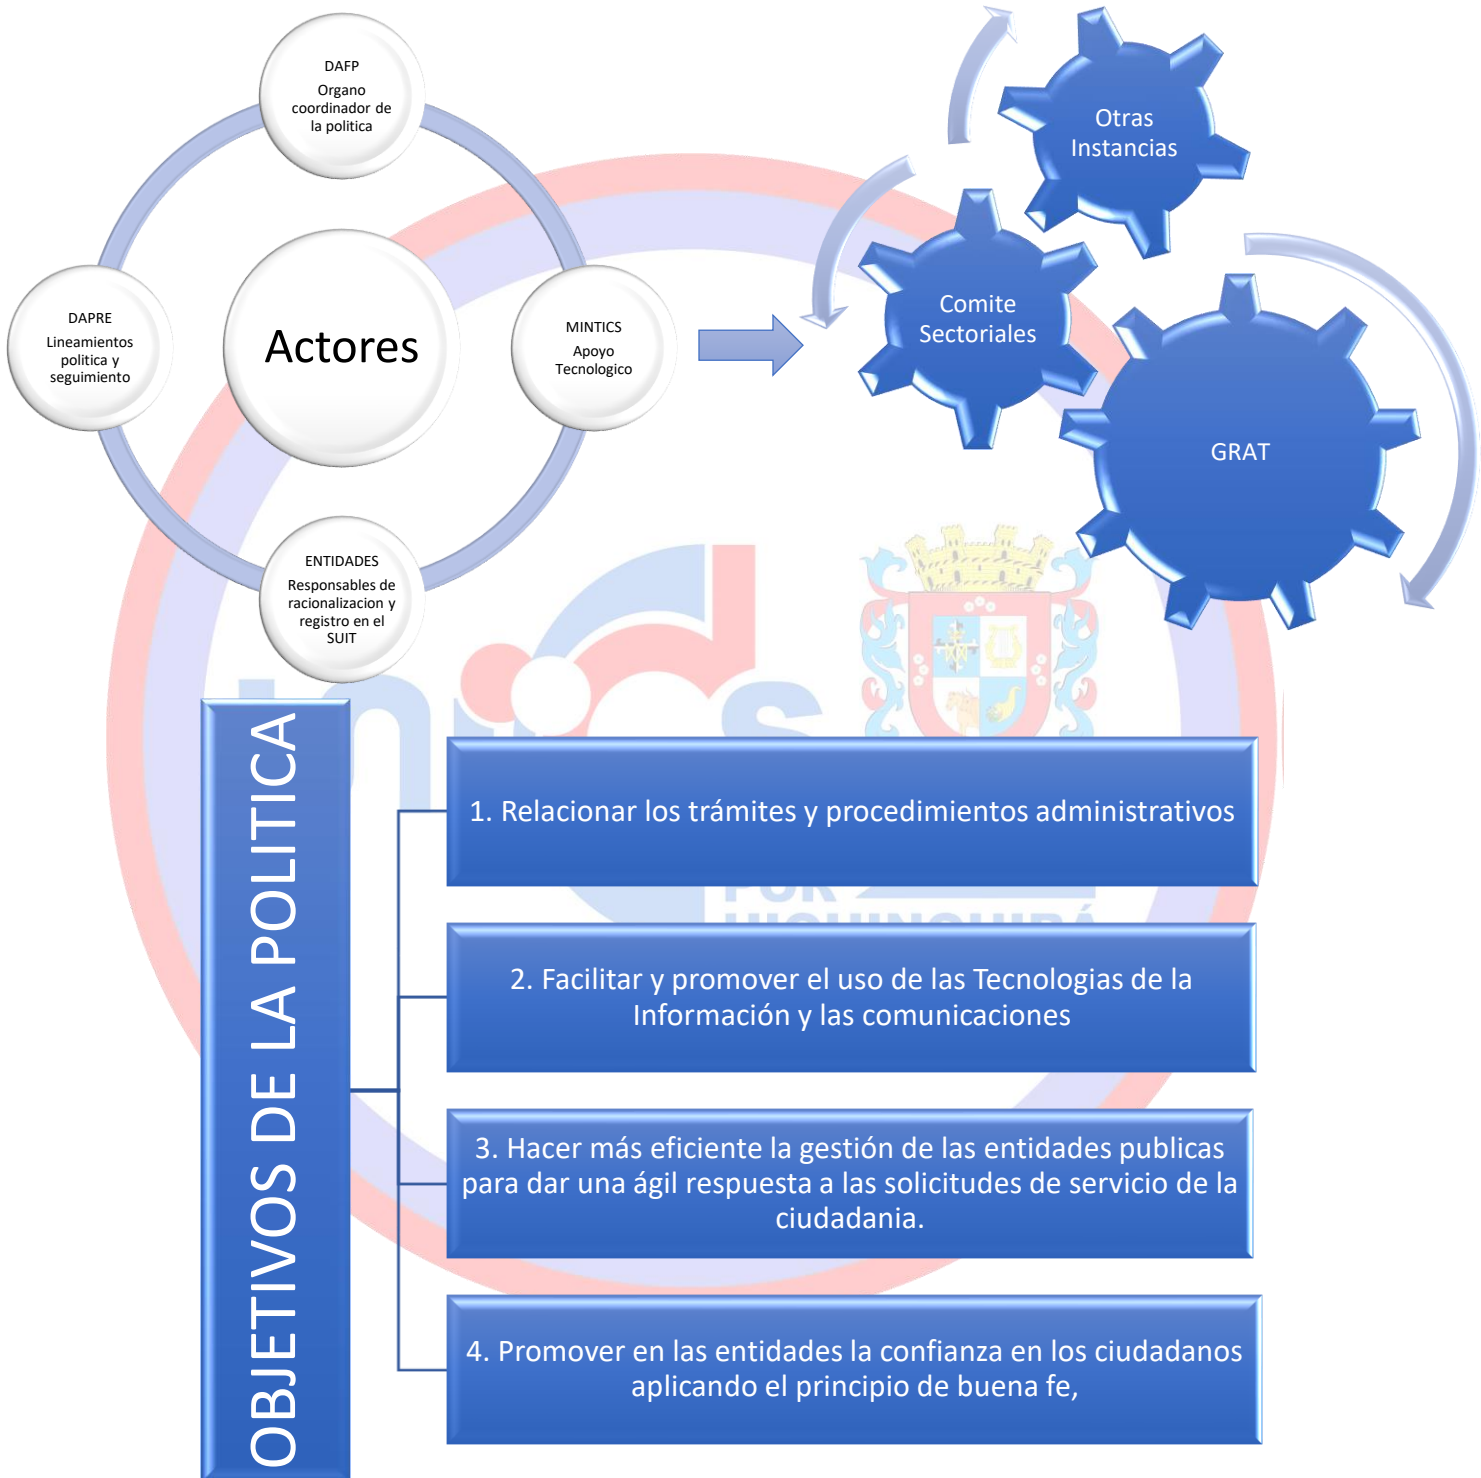 DAFP
Organo
coordinador de
la politica
DAPRE
Lineamientos
politica y
seguimiento
Actores
MINTICS
Apoyo
Tecnologico
ENTIDADES
Responsables de
racionalizacion y
registro en el
SUIT
Otras
Instancias
Comite
Sectoriales
GRAT
OBJETIVOS DE LA POLITICA
1. Relacionar los trámites y procedimientos administrativos
2. Facilitar y promover el uso de las Tecnologias de la
Información y las comunicaciones
3. Hacer más eficiente la gestión de las entidades publicas
para dar una ágil respuesta a las solicitudes de servicio de la
ciudadania.
4. Promover en las entidades la confianza en los ciudadanos
aplicando el principio de buena fe,